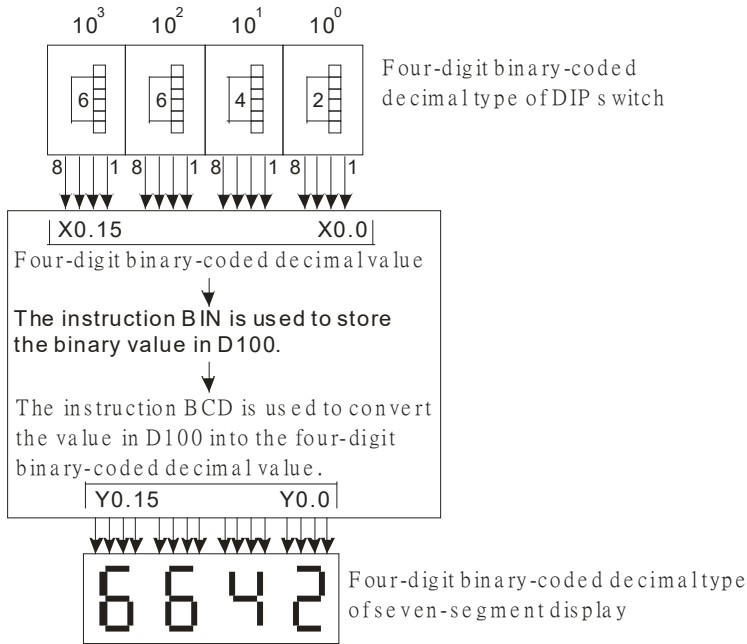 10³ 10² 10¹ 10⁰
Four-digit binary-coded
decimal type of DIP switch
6 6 4 2
8 1 8 1 8 1 8 1
X0.15 X0.0
Four-digit binary-coded decimal value
The instruction BIN is used to store
the binary value in D100.
The instruction BCD is used to convert
the value in D100 into the four-digit
binary-coded decimal value.
Y0.15 Y0.0
6642
Four-digit binary-coded decimal type
of seven-segment display